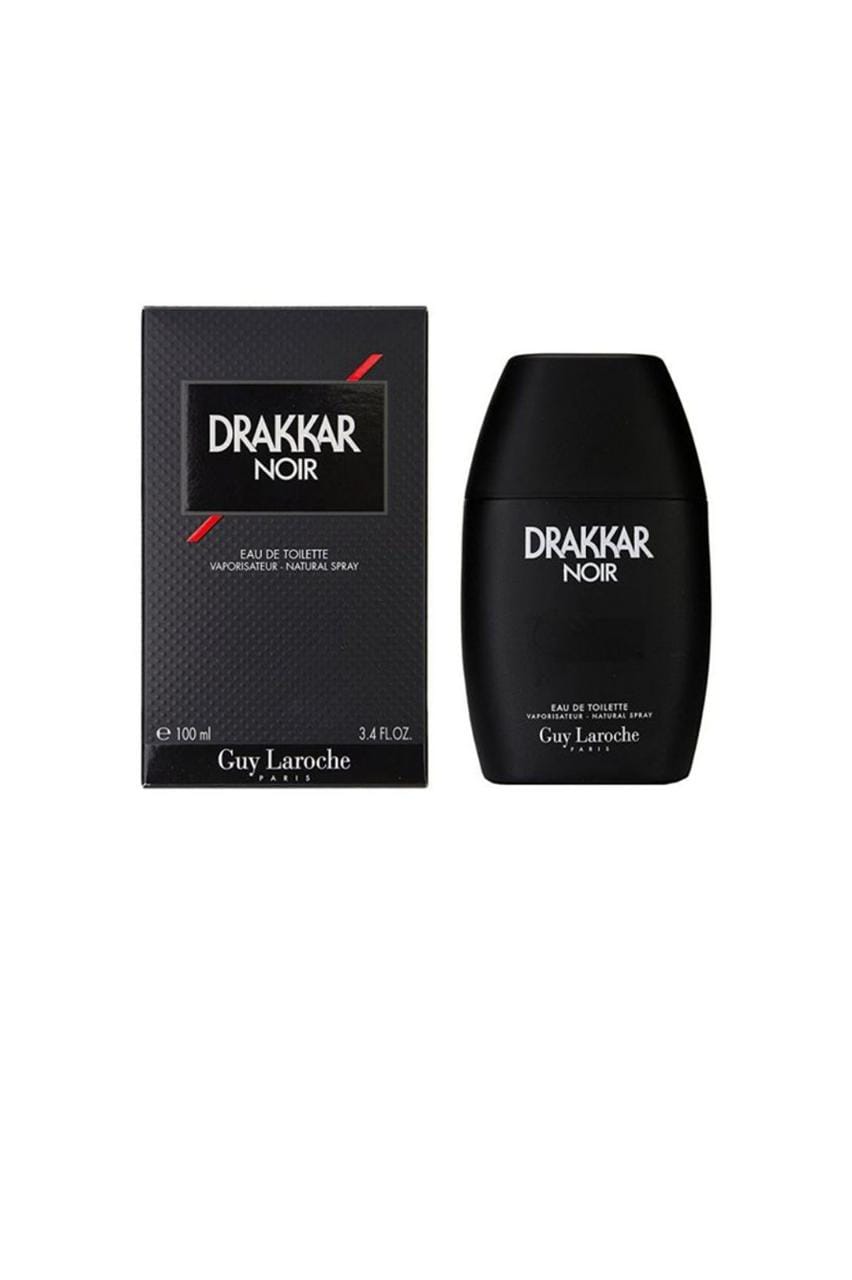 DRAKKAR
NOIR
EAU DE TOILETTE
VAPORISATEUR - NATURAL SPRAY
e 100 ml 3.4 FL.OZ.
Guy Laroche
PARIS
DRAKKAR
NOIR
EAU DE TOILETTE
VAPORISATEUR - NATURAL SPRAY
Guy Laroche
PARIS